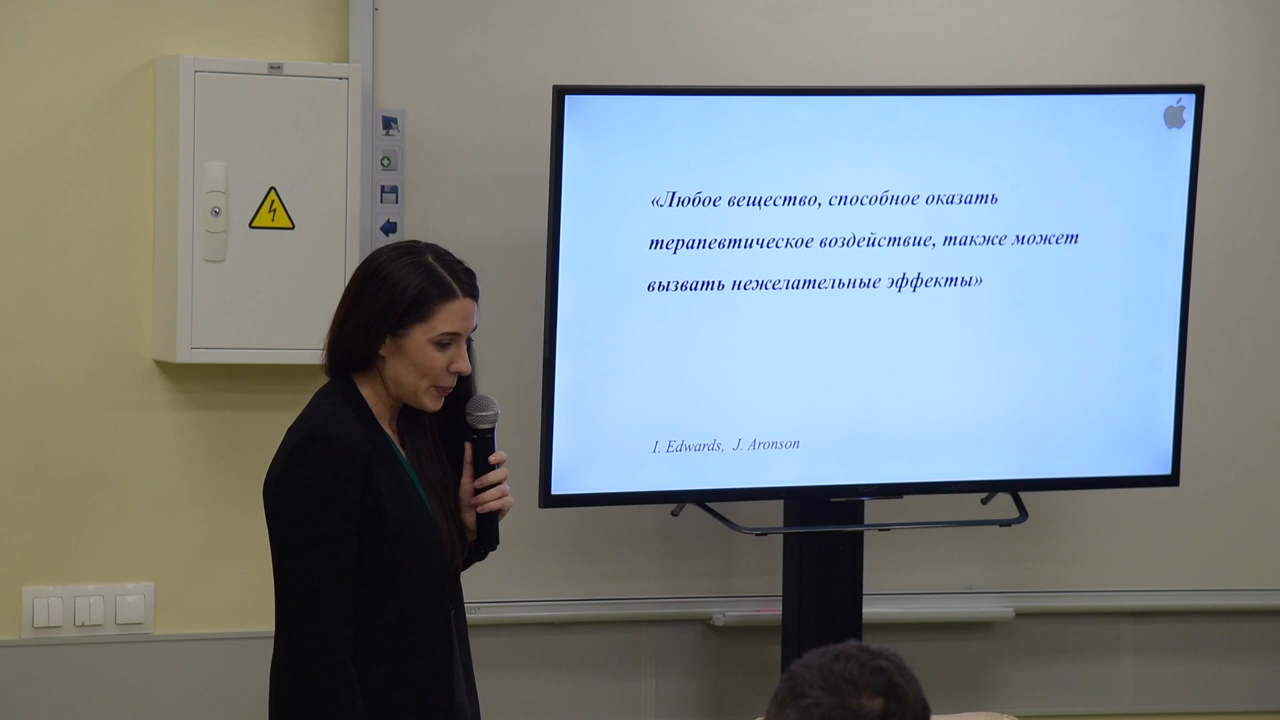 «Любое вещество, способное оказать
терапевтическое воздействие, также может
вызвать нежелательные эффекты»
I. Edwards, J. Aronson